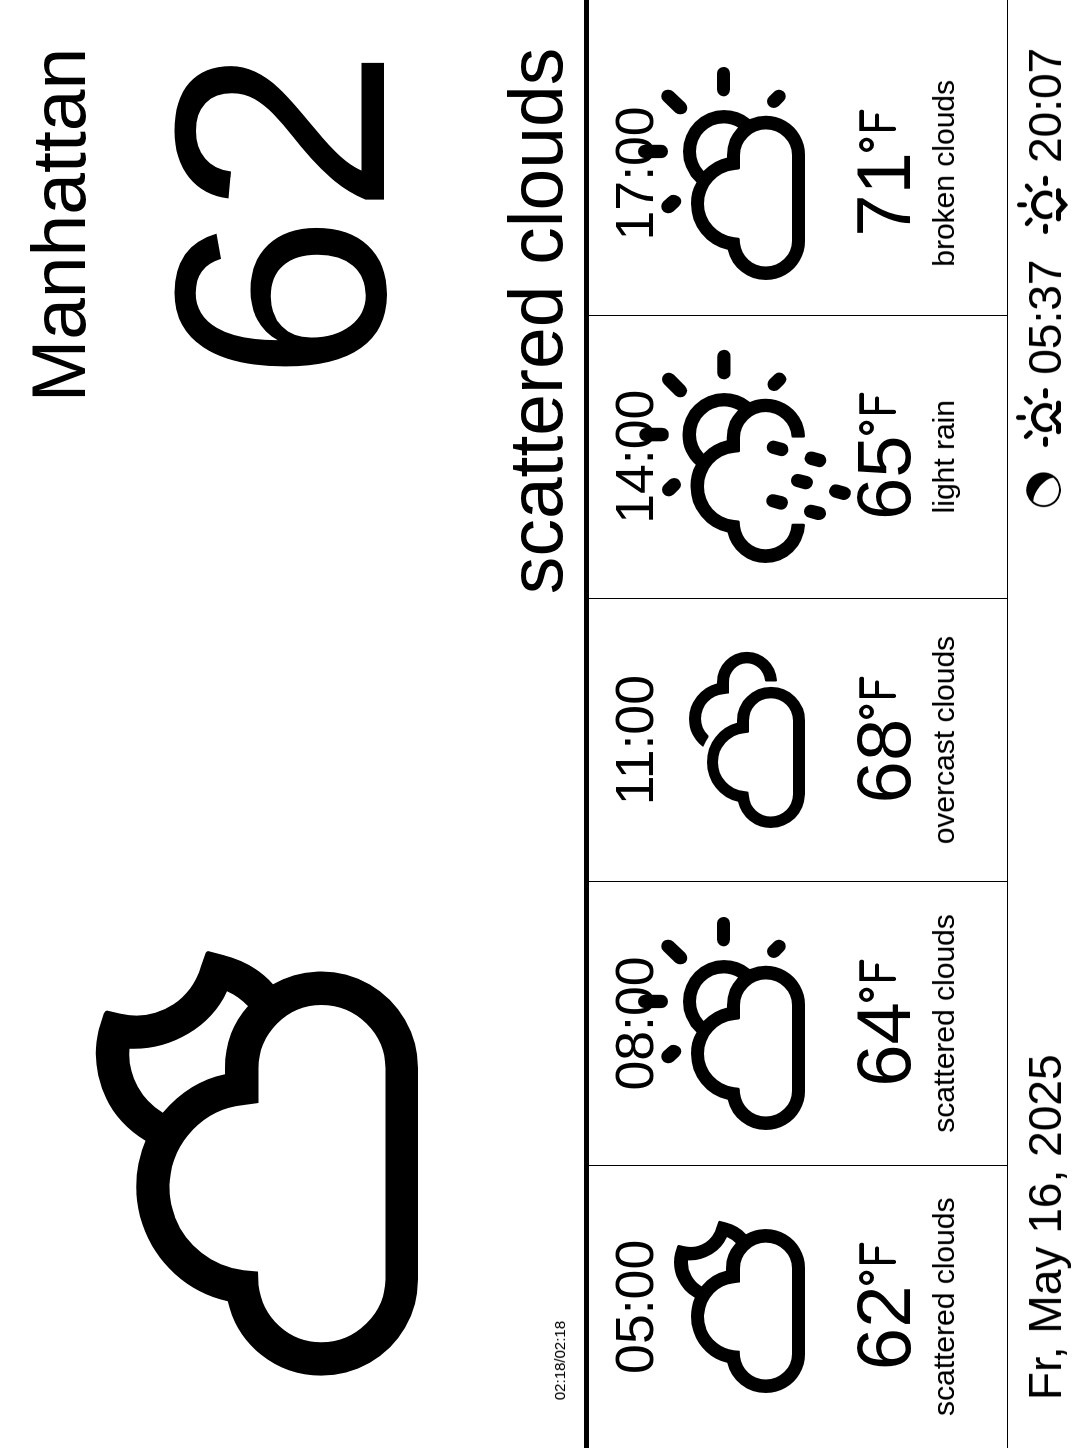 Manhattan
62
scattered clouds
02:18/02:18
05:00
62°F
scattered clouds
08:00
64°F
scattered clouds
11:00
68°F
overcast clouds
14:00
65°F
light rain
17:00
71°F
broken clouds
Fr, May 16, 2025
05:37
20:07